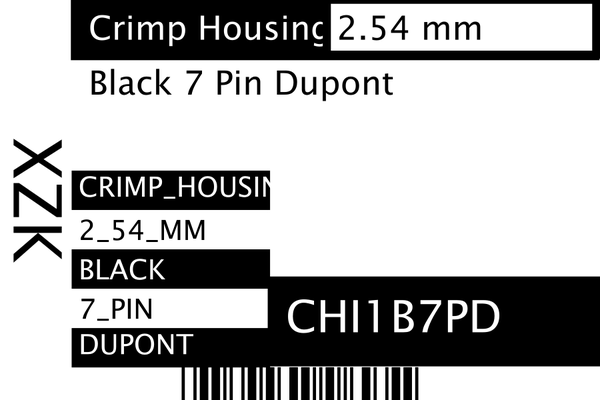 Crimp Housing 2.54 mm
Black 7 Pin Dupont
XZK
CRIMP_HOUSIN
2_54_MM
BLACK
7_PIN
DUPONT
CHI1B7PD